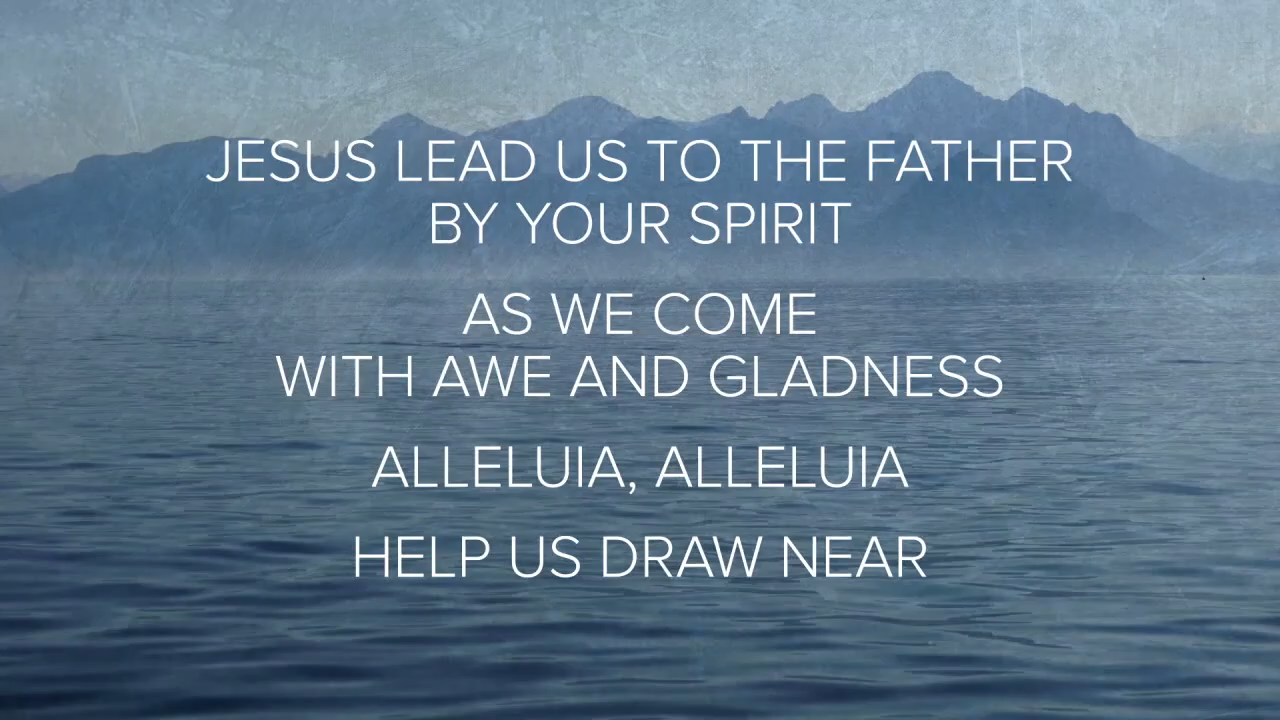 JESUS LEAD US TO THE FATHER
BY YOUR SPIRIT
AS WE COME
WITH AWE AND GLADNESS
ALLELUIA, ALLELUIA
HELP US DRAW NEAR